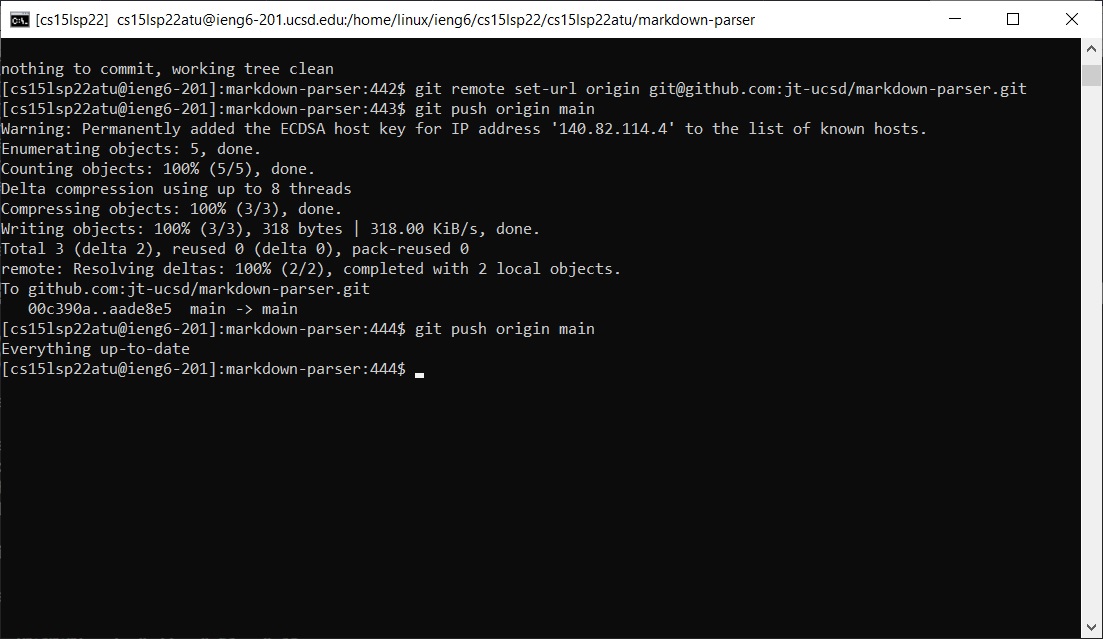 [cs15lsp22] cs15lsp22atu@ieng6-201.ucsd.edu:/home/linux/ieng6/cs15lsp22/cs15lsp22atu/markdown-parser
nothing to commit, working tree clean
[cs15lsp22atu@ieng6-201]:markdown-parser:442$ git remote set-url origin git@github.com:jt-ucsd/markdown-parser.git
[cs15lsp22atu@ieng6-201]:markdown-parser:443$ git push origin main
Warning: Permanently added the ECDSA host key for IP address '140.82.114.4' to the list of known hosts.
Enumerating objects: 5, done.
Counting objects: 100% (5/5), done.
Delta compression using up to 8 threads
Compressing objects: 100% (3/3), done.
Writing objects: 100% (3/3), 318 bytes | 318.00 KiB/s, done.
Total 3 (delta 2), reused 0 (delta 0), pack-reused 0
remote: Resolving deltas: 100% (2/2), completed with 2 local objects.
To github.com:jt-ucsd/markdown-parser.git
   00c390a..aade8e5  main -> main
[cs15lsp22atu@ieng6-201]:markdown-parser:444$ git push origin main
Everything up-to-date
[cs15lsp22atu@ieng6-201]:markdown-parser:444$